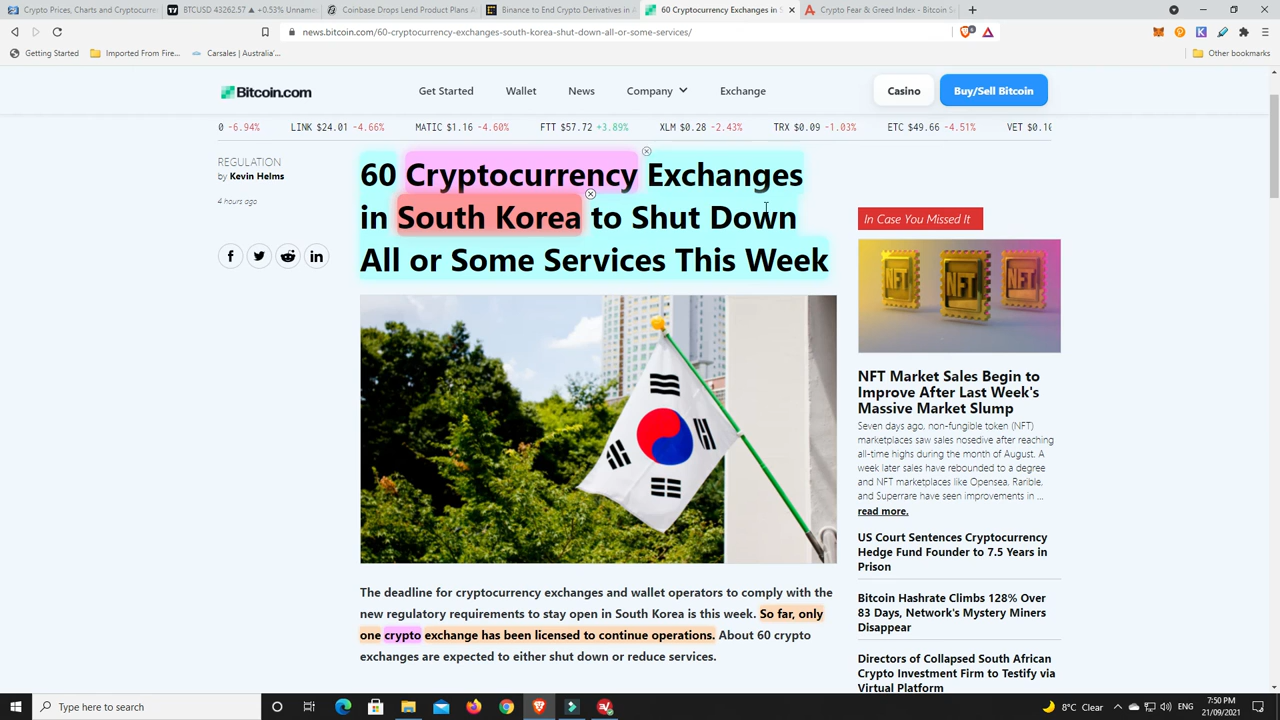 Crypto Prices, Charts and Cryptocurr
BTCUSD 43262.57 ▲ +0.53% Unname
Coinbase Drops Lend Product Plans A
Binance to End Crypto Derivatives in A
60 Cryptocurrency Exchanges in S
Crypto Fear & Greed Index - Bitcoin S
news.bitcoin.com/60-cryptocurrency-exchanges-south-korea-shut-down-all-or-some-services/
Getting Started
Imported From Fire...
Carsales | Australia'...
Other bookmarks
Bitcoin.com
Get Started
Wallet
News
Company
Exchange
Casino
Buy/Sell Bitcoin
0 -6.94% LINK $24.01 -4.66% MATIC $1.16 -4.60% FTT $57.72 +3.89% XLM $0.28 -2.43% TRX $0.09 -1.03% ETC $49.66 -4.51% VET $0.10
REGULATION
by Kevin Helms
4 hours ago
60 Cryptocurrency Exchanges
in South Korea to Shut Down
All or Some Services This Week
The deadline for cryptocurrency exchanges and wallet operators to comply with the
new regulatory requirements to stay open in South Korea is this week. So far, only
one crypto exchange has been licensed to continue operations. About 60 crypto
exchanges are expected to either shut down or reduce services.
In Case You Missed It
NFT
NFT
NFT
NFT Market Sales Begin to
Improve After Last Week's
Massive Market Slump
Seven days ago, non-fungible token (NFT)
marketplaces saw sales nosedive after reaching
all-time highs during the month of August. A
week later sales have rebounded to a degree
and NFT marketplaces like Opensea, Rarible,
and Superrare have seen improvements in ...
read more.
US Court Sentences Cryptocurrency
Hedge Fund Founder to 7.5 Years in
Prison
Bitcoin Hashrate Climbs 128% Over
83 Days, Network's Mystery Miners
Disappear
Directors of Collapsed South African
Crypto Investment Firm to Testify via
Virtual Platform
Type here to search
8°C Clear
ENG
7:50 PM
21/09/2021